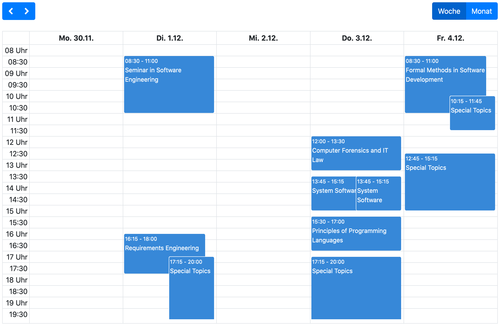 Woche Monat
Mo. 30.11. Di. 1.12. Mi. 2.12. Do. 3.12. Fr. 4.12.
08 Uhr
08:30
09 Uhr
09:30
10 Uhr
10:30
11 Uhr
11:30
12 Uhr
12:30
13 Uhr
13:30
14 Uhr
14:30
15 Uhr
15:30
16 Uhr
16:30
17 Uhr
17:30
18 Uhr
18:30
19 Uhr
19:30
08:30 - 11:00
Seminar in Software
Engineering
16:15 - 18:00
Requirements Engineering
17:15 - 20:00
Special Topics
12:00 - 13:30
Computer Forensics and IT
Law
13:45 - 15:15
System Software
13:45 - 15:15
System
Software
15:30 - 17:00
Principles of Programming
Languages
17:15 - 20:00
Special Topics
08:30 - 11:00
Formal Methods in Software
Development
10:15 - 11:45
Special Topics
12:45 - 15:15
Special Topics